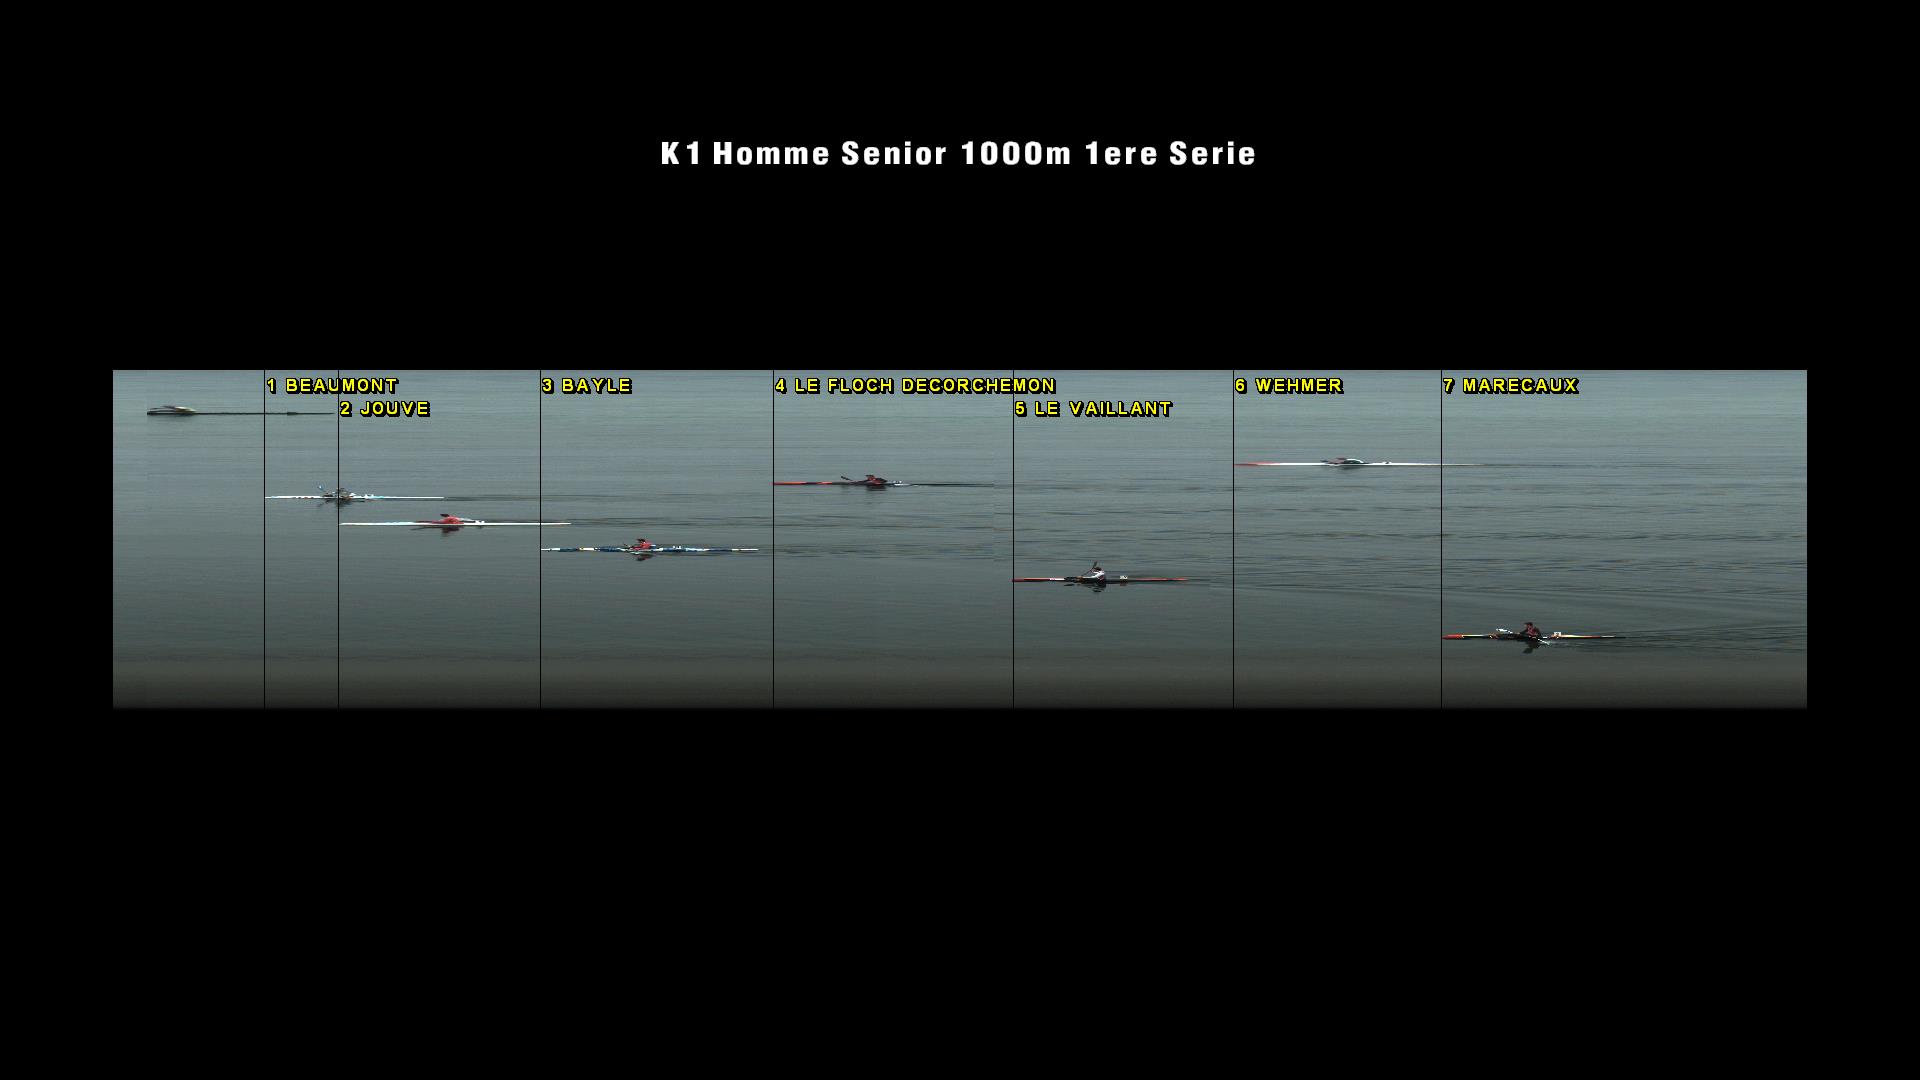 K1 Homme Senior 1000m 1ere Serie
1 BEAUMONT
2 JOUVE
3 BAYLE
4 LE FLOCH DECORCHEMON
5 LE VAILLANT
6 WEHMER
7 MARECAUX